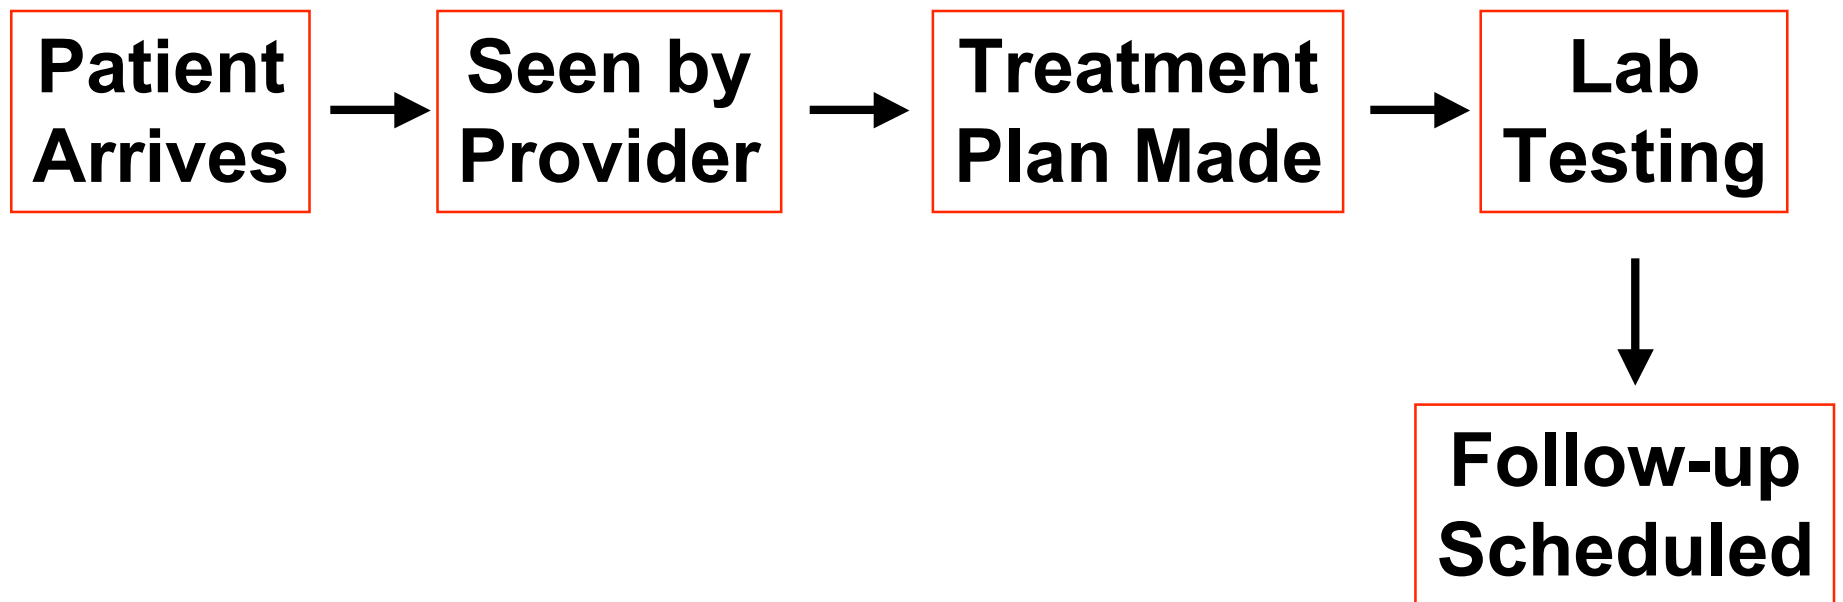 Patient
Arrives
Seen by
Provider
Treatment
Plan Made
Lab
Testing
Follow-up
Scheduled